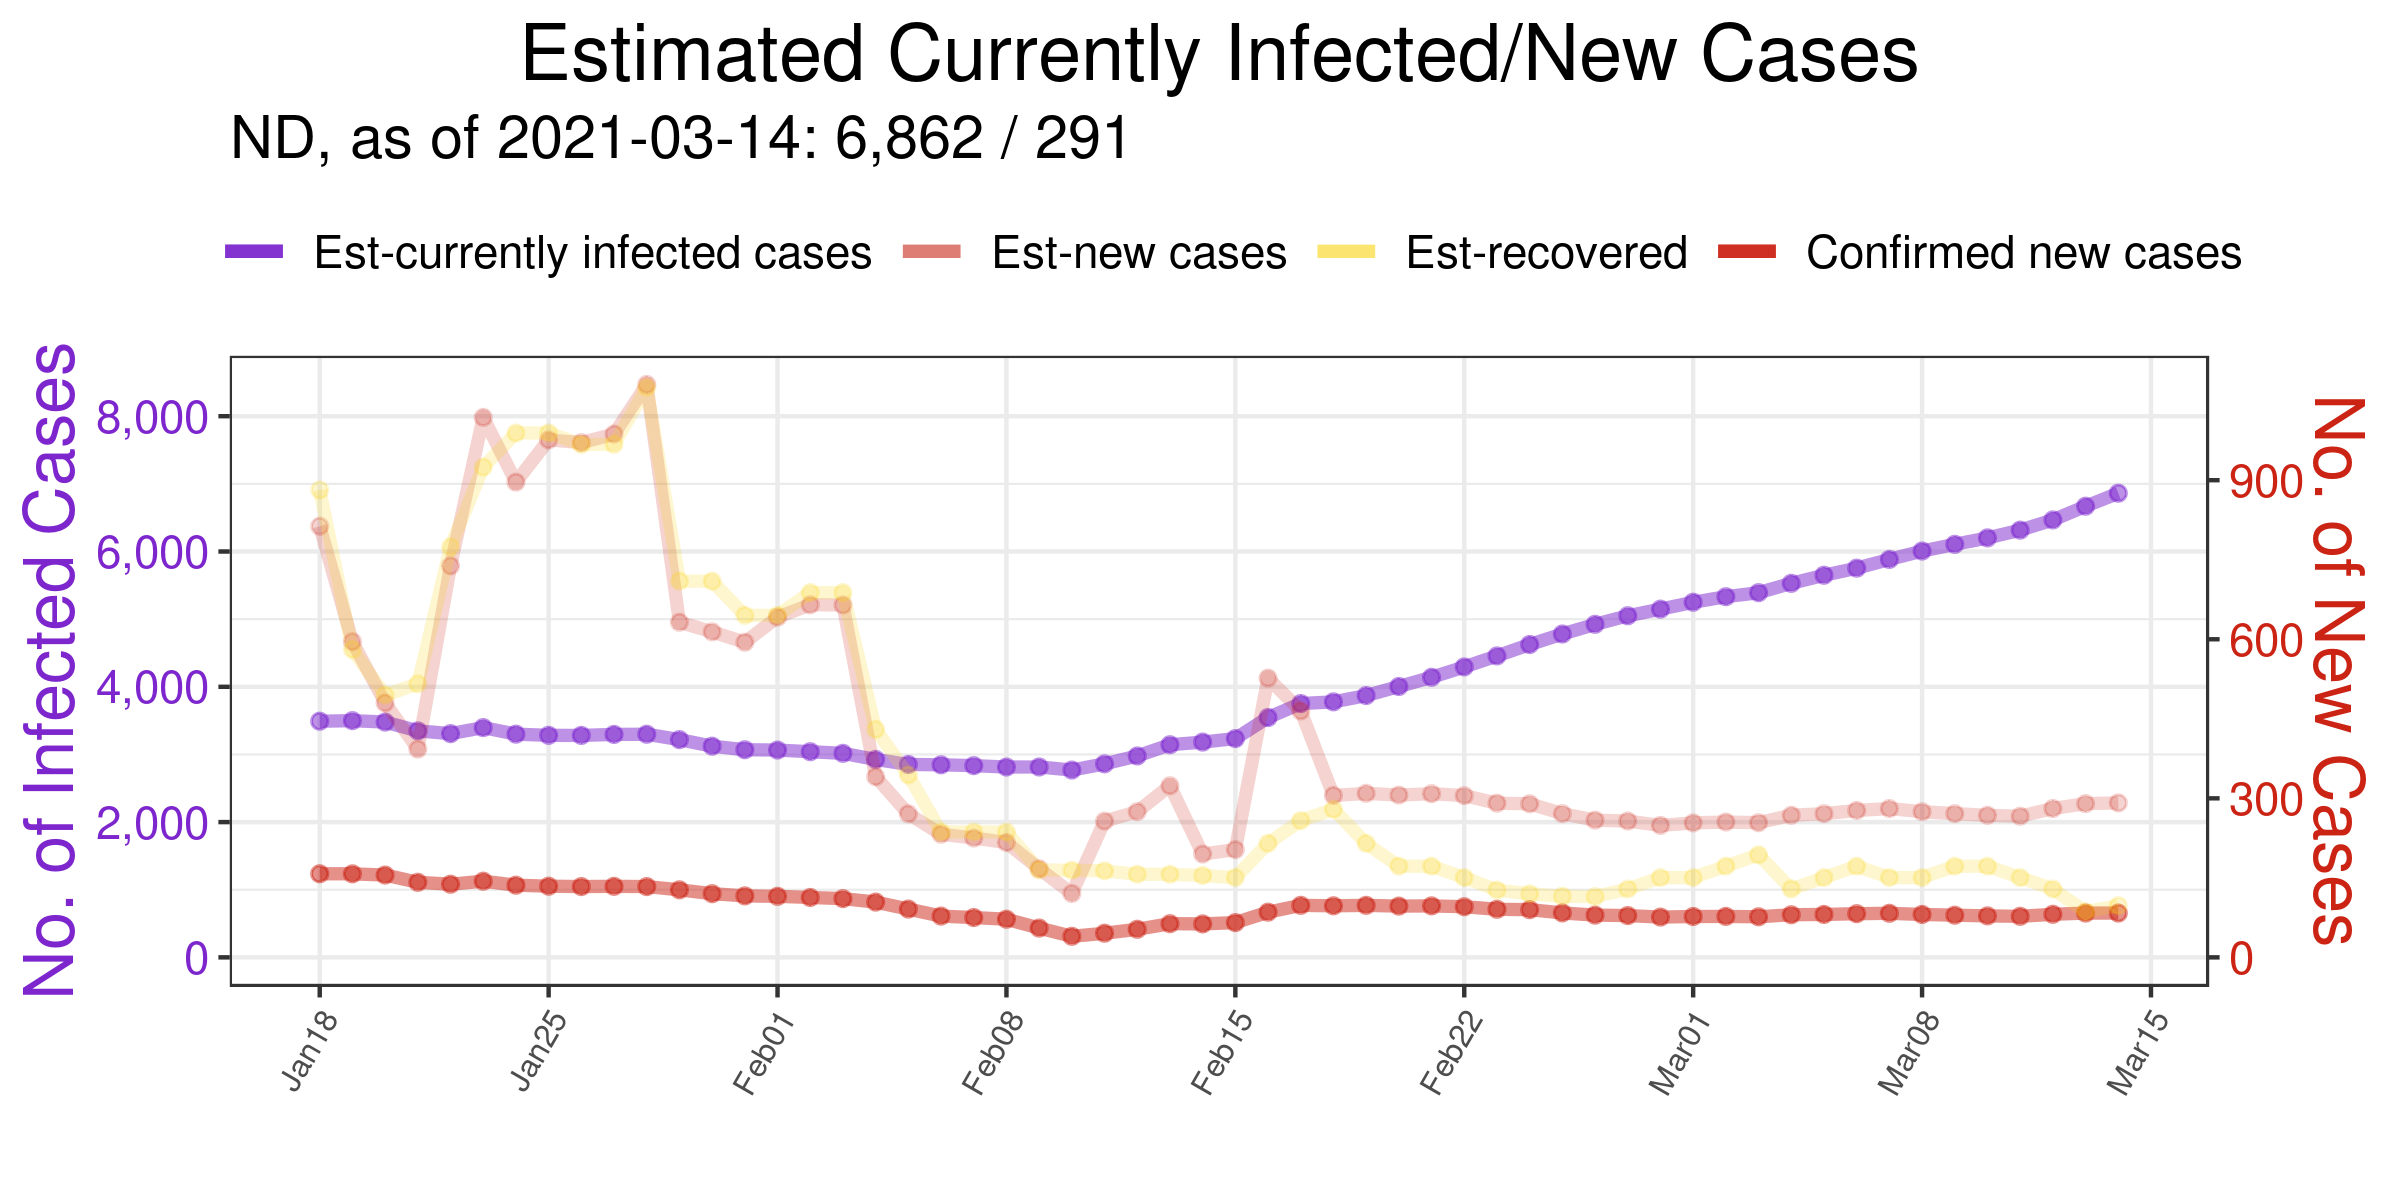 Estimated Currently Infected/New Cases
ND, as of 2021-03-14: 6,862 / 291
Est-currently infected cases Est-new cases Est-recovered Confirmed new cases
No. of Infected Cases
8,000
6,000
4,000
2,000
0
900
600
300
0
No. of New Cases
Jan18 Jan25 Feb01 Feb08 Feb15 Feb22 Mar01 Mar08 Mar15